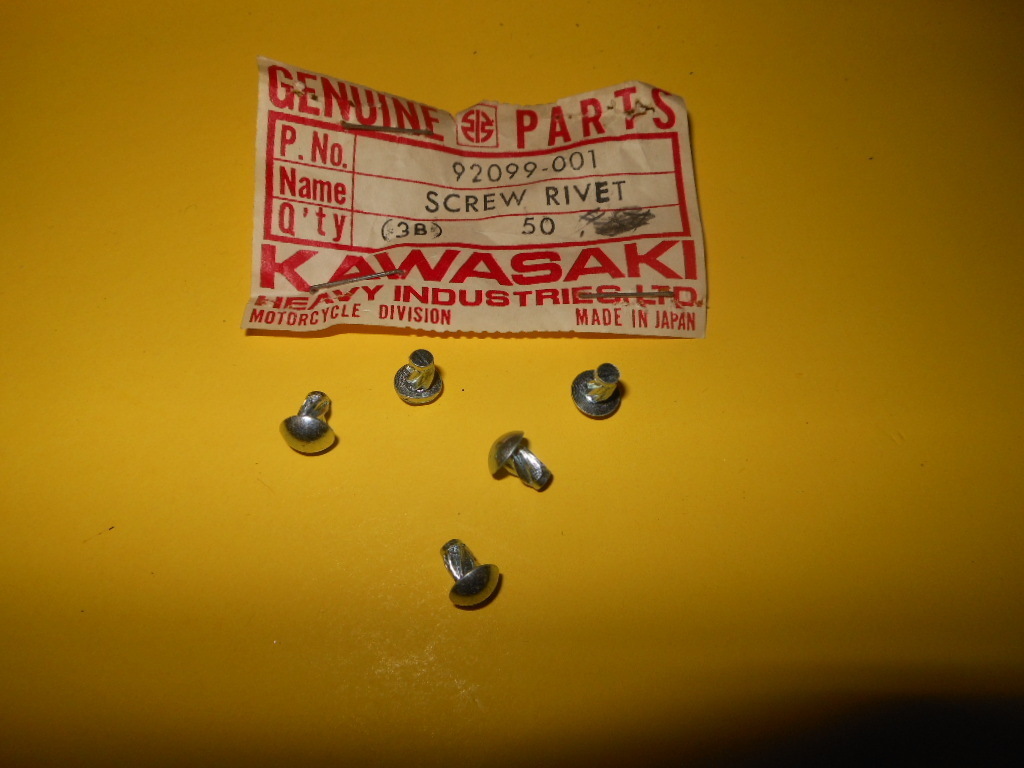 GENUINE PARTS
P. No. 92099-001
Name SCREW RIVET
Q'ty (3B) 50
KAWASAKI
HEAVY INDUSTRIES. LTD.
MOTORCYCLE DIVISION MADE IN JAPAN